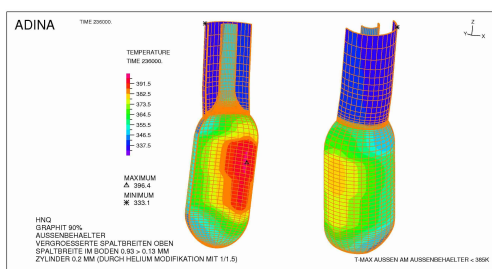 ADINA
TIME 236000.
TEMPERATURE
TIME 236000.
391.5
382.5
373.5
364.5
355.5
346.5
337.5
MAXIMUM
396.4
MINIMUM
333.1
Z
Y
X
HNQ
GRAPHIT 90%
AUSSENBEHAELTER
VERGROESSERTE SPALTBREITEN OBEN
SPALTBREITE IM BODEN 0.93 > 0.13 MM
ZYLINDER 0.2 MM (DURCH HELIUM MODIFIKATION MIT 1/1.5)
T-MAX AUSSEN AM AUSSENBEHAELTER < 385K